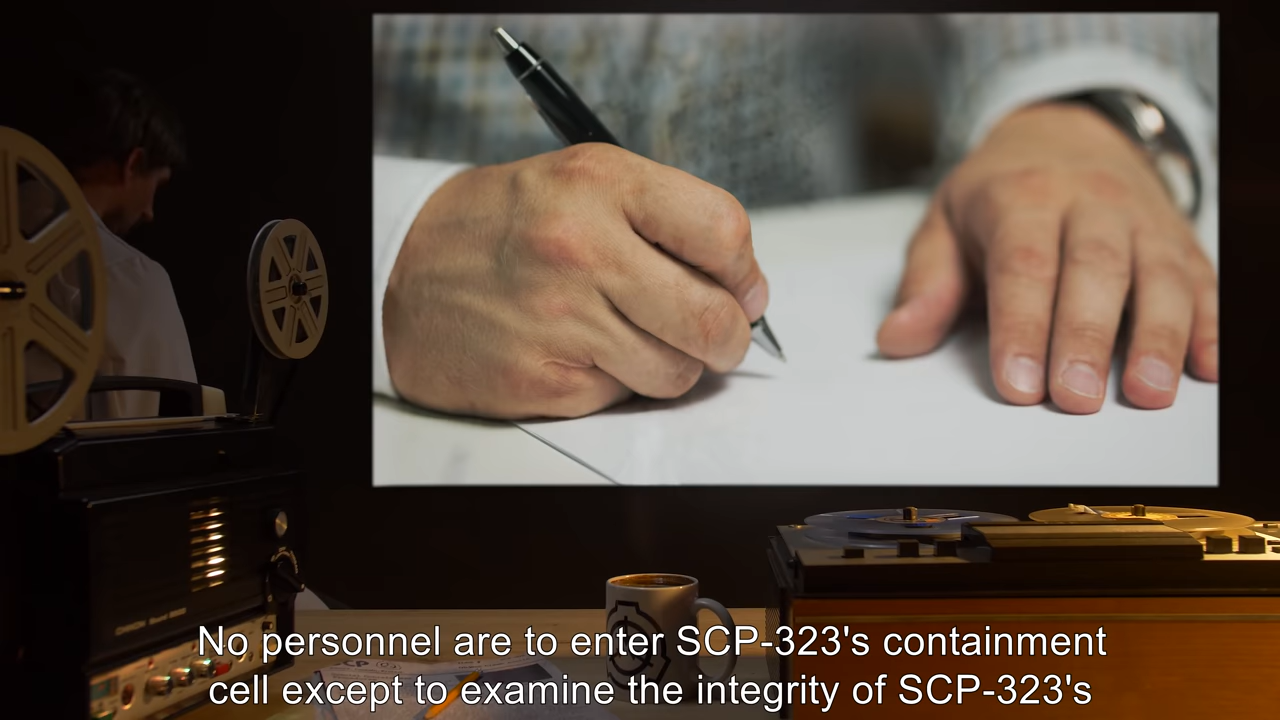 No personnel are to enter SCP-323's containment
cell except to examine the integrity of SCP-323's